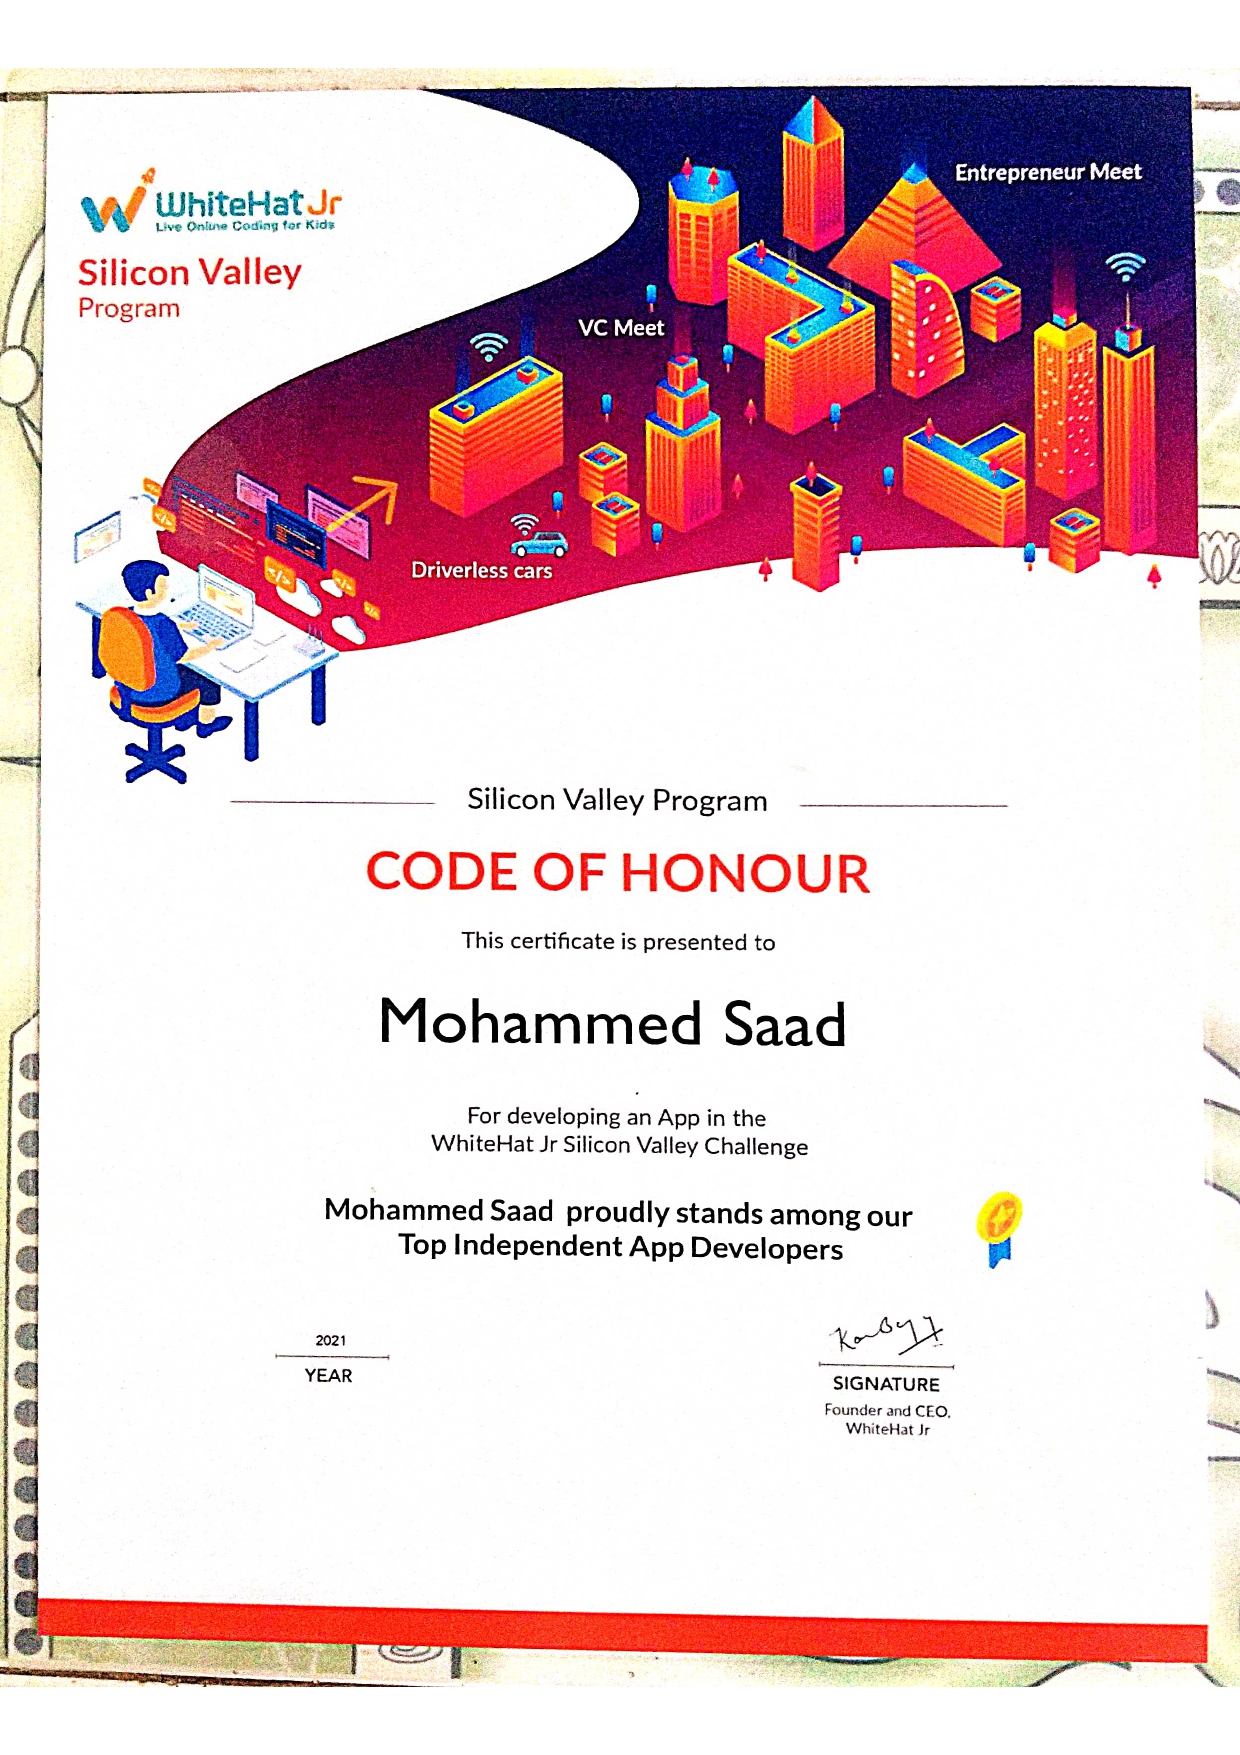 WhiteHat Jr
Live Online Coding for Kids
Silicon Valley
Program
Entrepreneur Meet
VC Meet
Driverless cars
</>
</>
</>
</>
</>
Silicon Valley Program
CODE OF HONOUR
This certificate is presented to
Mohammed Saad
For developing an App in the
WhiteHat Jr Silicon Valley Challenge
Mohammed Saad proudly stands among our
Top Independent App Developers
2021
YEAR
SIGNATURE
Founder and CEO,
WhiteHat Jr